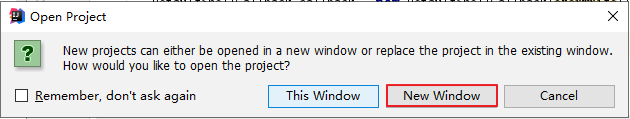 Open Project
New projects can either be opened in a new window or replace the project in the existing window.
How would you like to open the project?
Remember, don't ask again
This Window
New Window
Cancel